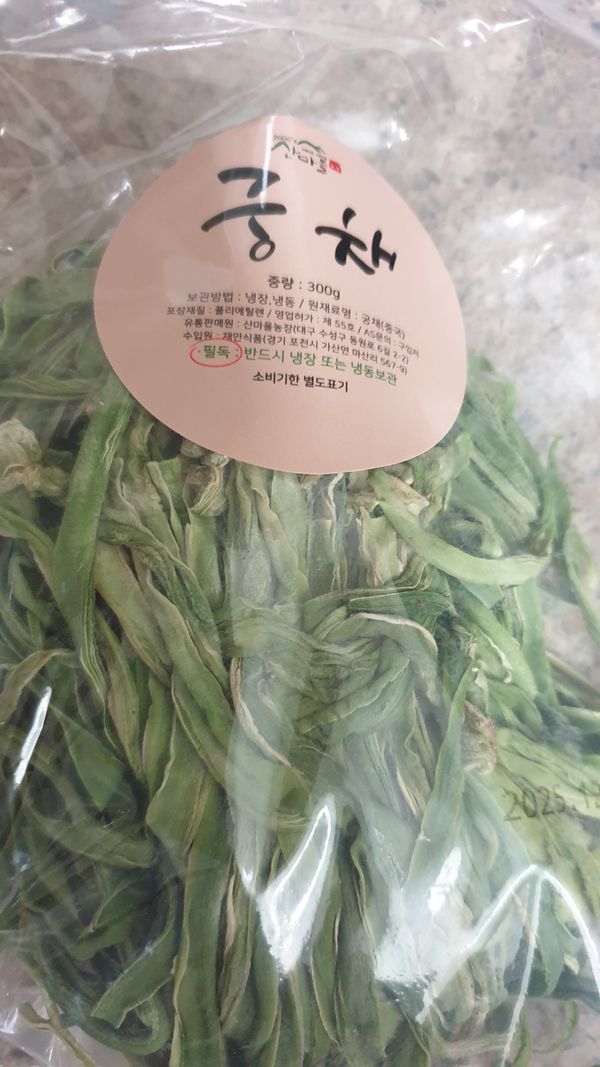 2005's
산마을
궁채
중량 : 300g
보관방법 : 냉장,냉동 / 원재료명 : 궁채(중국)
포장재질 : 폴리에틸렌 / 영업허가 : 제 55호 / AS문의 : 구입처
유통판매원 : 산마을농장(대구 수성구 동원로 6길 2-2)
수입원 : 재안식품(경기 포천시 가산면 마산리 567-9)
·필독 : 반드시 냉장 또는 냉동보관
소비기한 별도표기
2025.12